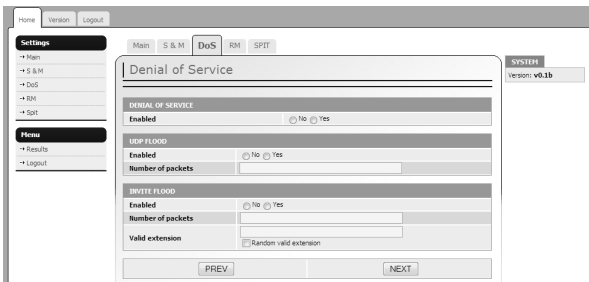 Home Version Logout
Settings
→ Main
→ S & M
→ DoS
→ RM
→ Spit
Menu
→ Results
→ Logout
Main S & M DoS RM SPIT
Denial of Service
DENIAL OF SERVICE
Enabled No Yes
UDP FLOOD
Enabled No Yes
Number of packets
INVITE FLOOD
Enabled No Yes
Number of packets
Valid extension
Random valid extension
PREV NEXT
SYSTEM
Version: v0.1b